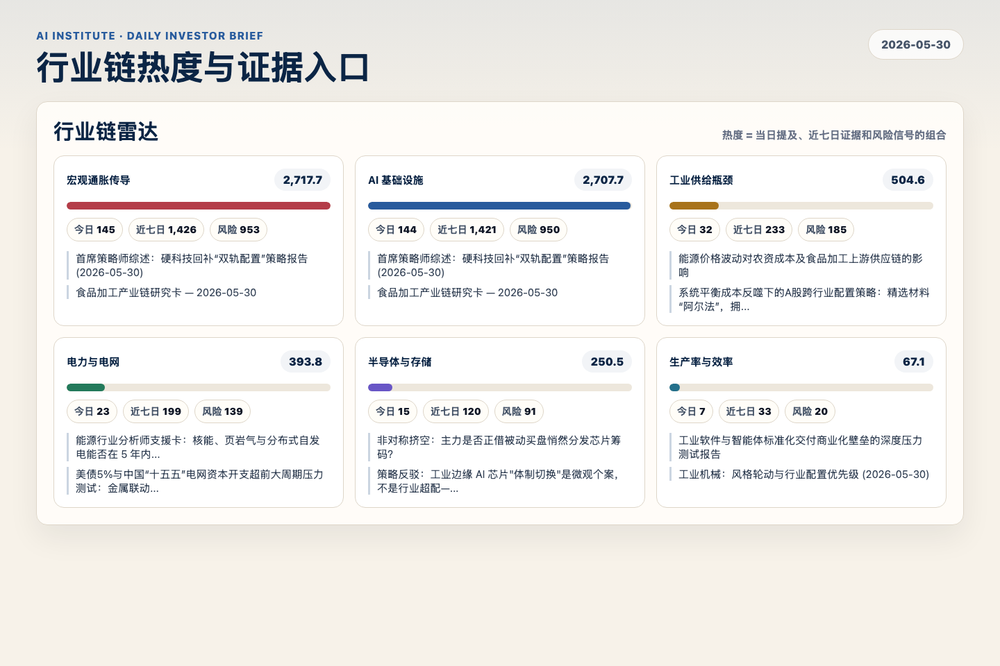 AI INSTITUTE · DAILY INVESTOR BRIEF
行业链热度与证据入口
2026-05-30
行业链雷达
热度 = 当日提及、近七日证据和风险信号的组合
宏观通胀传导
2,717.7
今日 145
近七日 1,426
风险 953
首席策略师综述：硬科技回补“双轨配置”策略报告
(2026-05-30)
食品加工产业链研究卡 — 2026-05-30
AI 基础设施
2,707.7
今日 144
近七日 1,421
风险 950
首席策略师综述：硬科技回补“双轨配置”策略报告
(2026-05-30)
食品加工产业链研究卡 — 2026-05-30
工业供给瓶颈
504.6
今日 32
近七日 233
风险 185
能源价格波动对农资成本及食品加工上游供应链的影
响
系统平衡成本反噬下的A股跨行业配置策略：精选材料
“阿尔法”，拥...
电力与电网
393.8
今日 23
近七日 199
风险 139
能源行业分析师支援卡：核能、页岩气与分布式自发
电能否在 5 年内...
美债5%与中国“十五五”电网资本开支超前大周期压力
测试：金属联动...
半导体与存储
250.5
今日 15
近七日 120
风险 91
非对称挤空：主力是否正借被动买盘悄然分发芯片筹
码?
策略反驳：工业边缘 AI 芯片"体制切换"是微观个案，
不是行业超配—...
生产率与效率
67.1
今日 7
近七日 33
风险 20
工业软件与智能体标准化交付商业化壁垒的深度压力
测试报告
工业机械：风格轮动与行业配置优先级 (2026-05-30)